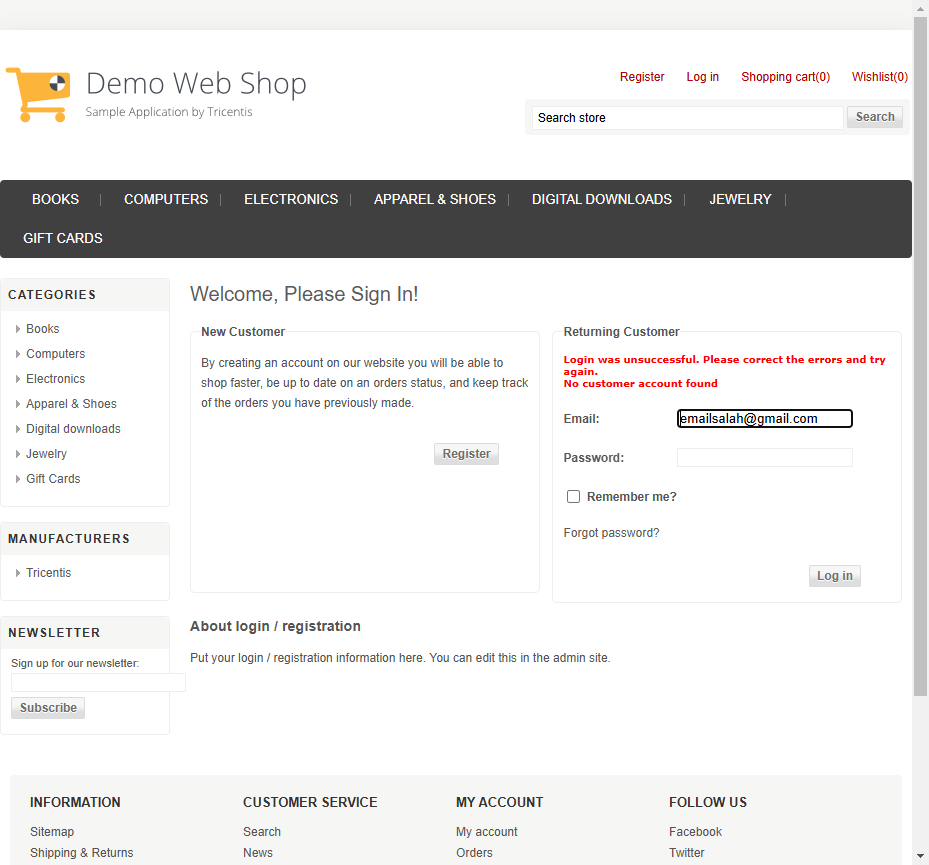 Demo Web Shop
Sample Application by Tricentis
Register Log in Shopping cart(0) Wishlist(0)
Search store Search
BOOKS COMPUTERS ELECTRONICS APPAREL & SHOES DIGITAL DOWNLOADS JEWELRY
GIFT CARDS
CATEGORIES
Books
Computers
Electronics
Apparel & Shoes
Digital downloads
Jewelry
Gift Cards
MANUFACTURERS
Tricentis
NEWSLETTER
Sign up for our newsletter:
Subscribe
Welcome, Please Sign In!
New Customer
By creating an account on our website you will be able to
shop faster, be up to date on an orders status, and keep track
of the orders you have previously made.
Register
Returning Customer
Login was unsuccessful. Please correct the errors and try
again.
No customer account found
Email: emailsalah@gmail.com
Password:
Remember me?
Forgot password?
Log in
About login / registration
Put your login / registration information here. You can edit this in the admin site.
INFORMATION
Sitemap
Shipping & Returns
CUSTOMER SERVICE
Search
News
MY ACCOUNT
My account
Orders
FOLLOW US
Facebook
Twitter